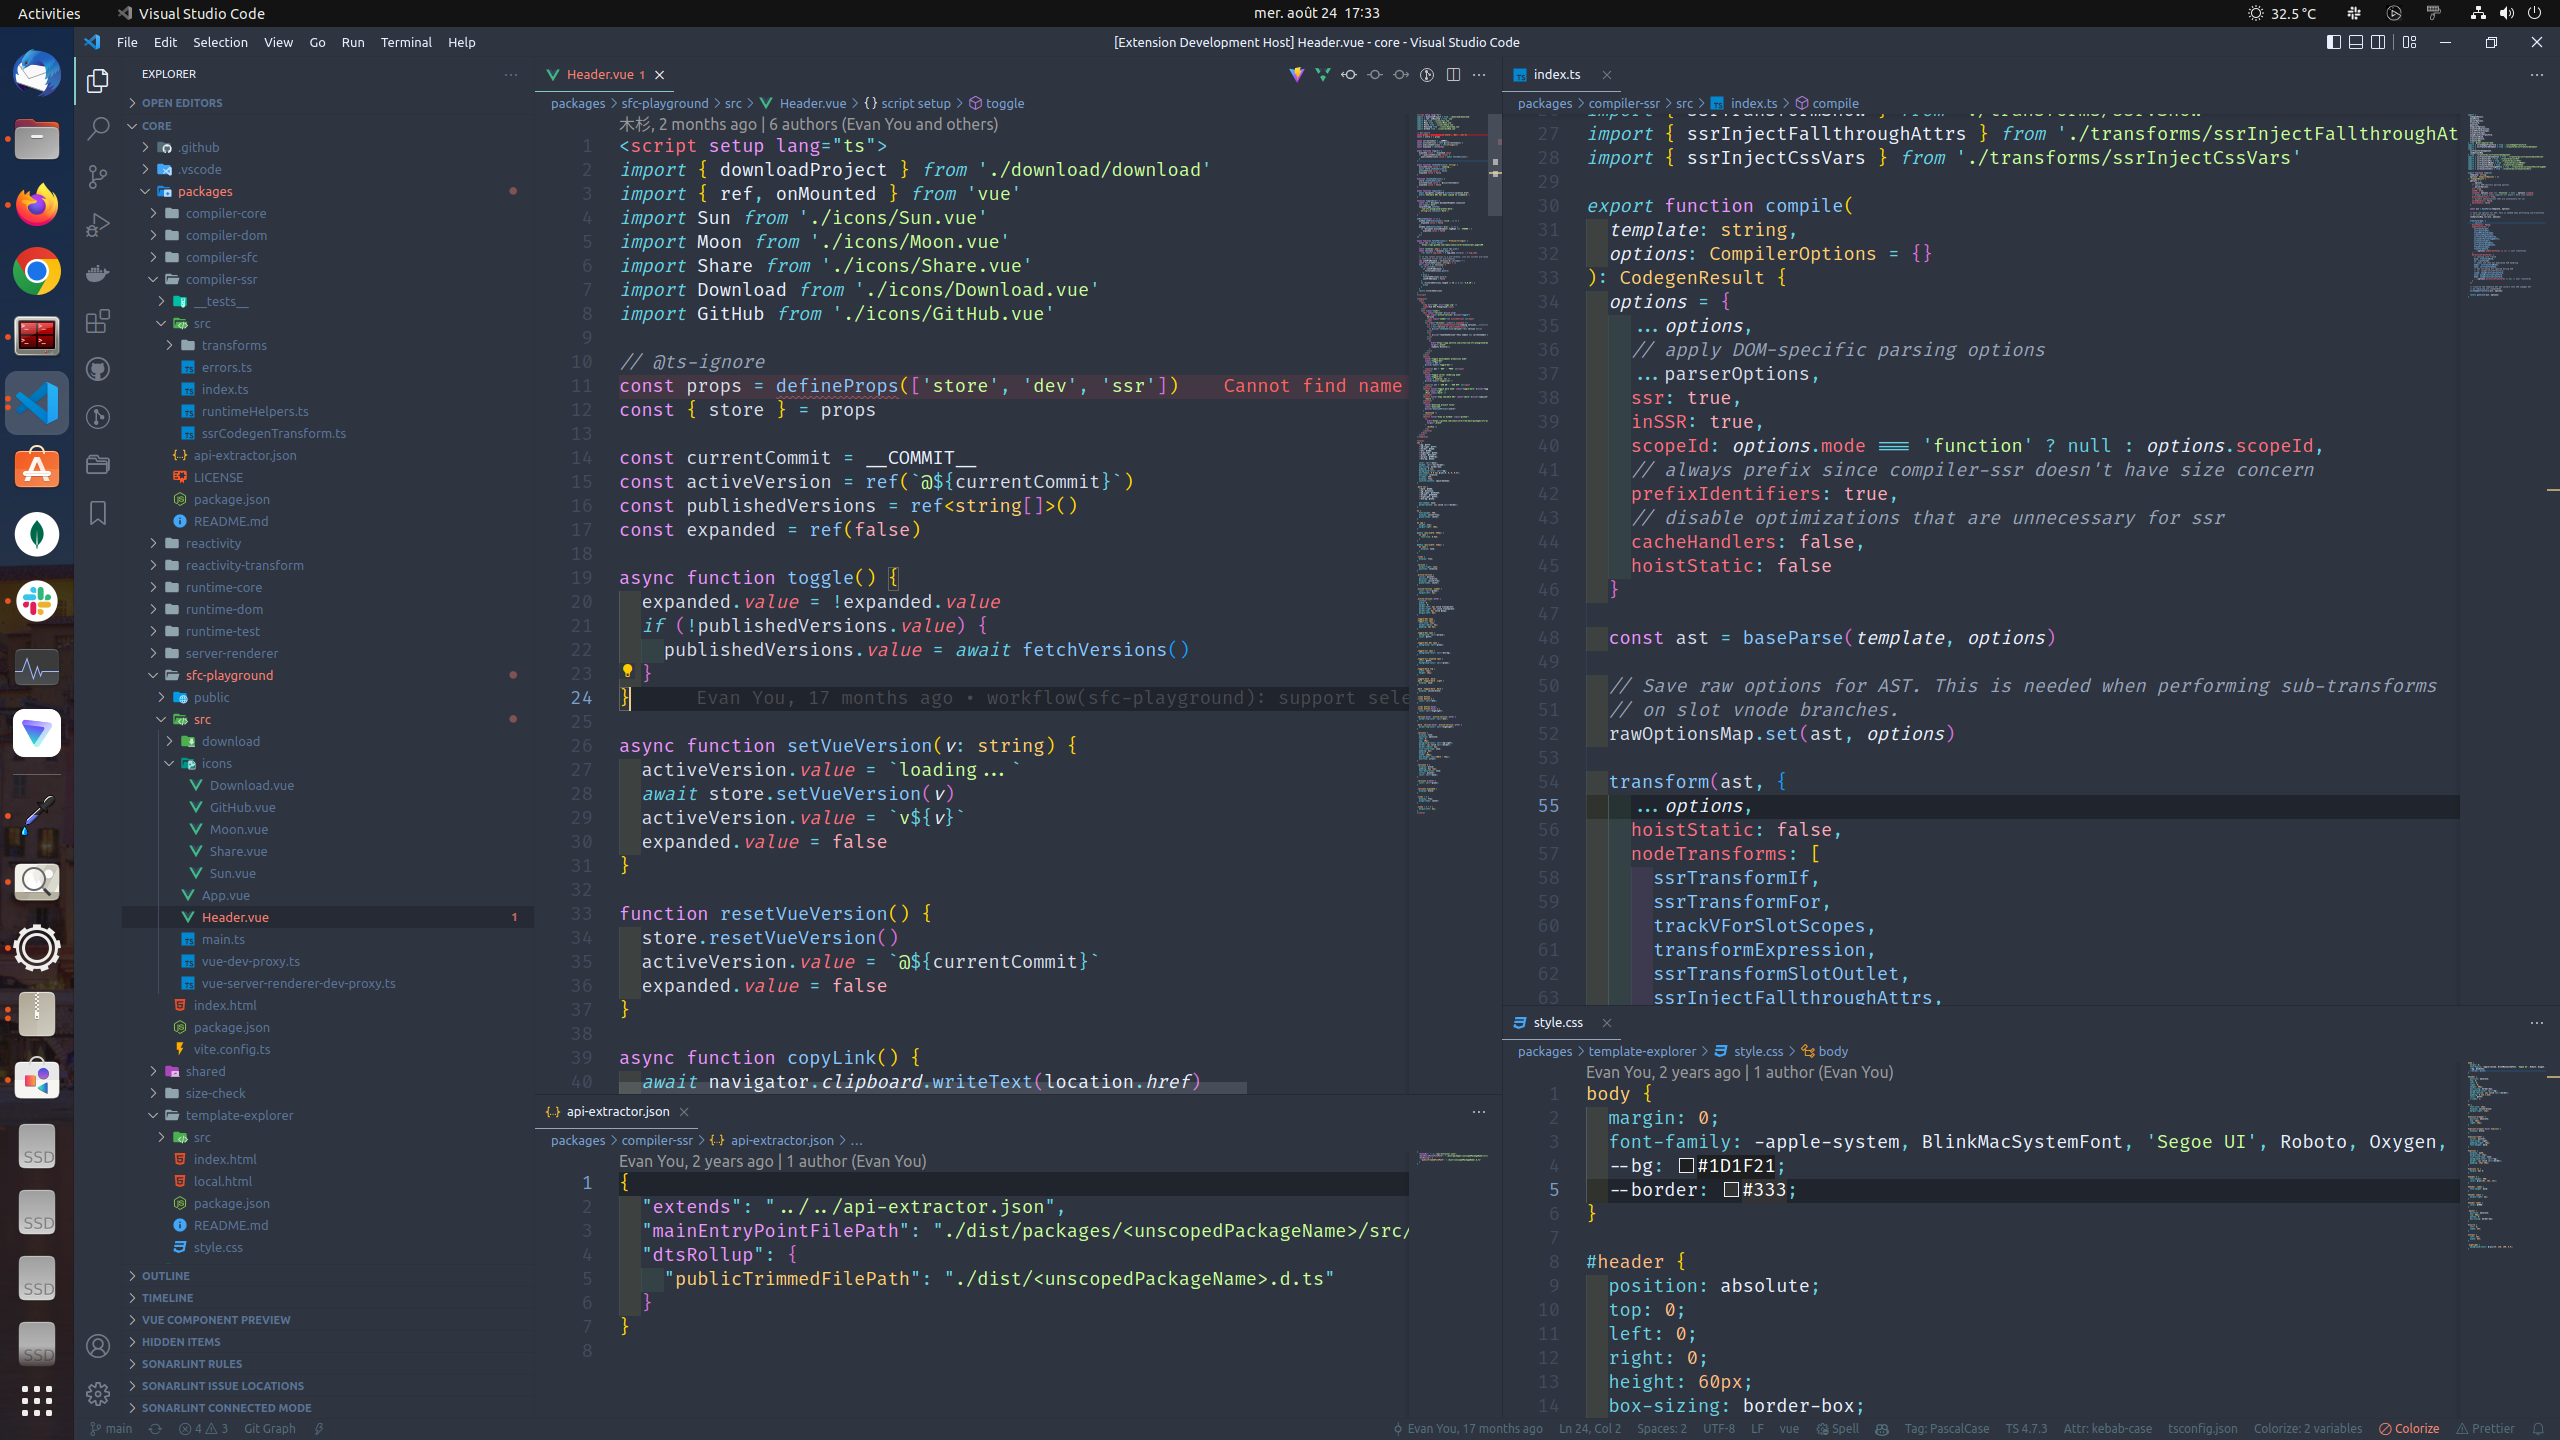 Activities
Visual Studio Code
mer. août 24 17:33
32.5 °C
File Edit Selection View Go Run Terminal Help
[Extension Development Host] Header.vue - core - Visual Studio Code
EXPLORER
OPEN EDITORS
CORE
.github
.vscode
packages
compiler-core
compiler-dom
compiler-sfc
compiler-ssr
__tests__
src
transforms
errors.ts
index.ts
runtimeHelpers.ts
ssrCodegenTransform.ts
api-extractor.json
LICENSE
package.json
README.md
reactivity
reactivity-transform
runtime-core
runtime-dom
runtime-test
server-renderer
sfc-playground
public
src
download
icons
Download.vue
GitHub.vue
Moon.vue
Share.vue
Sun.vue
App.vue
Header.vue 1
main.ts
vue-dev-proxy.ts
vue-server-renderer-dev-proxy.ts
index.html
package.json
vite.config.ts
shared
size-check
template-explorer
src
index.html
local.html
package.json
README.md
style.css
OUTLINE
TIMELINE
VUE COMPONENT PREVIEW
HIDDEN ITEMS
SONARLINT RULES
SONARLINT ISSUE LOCATIONS
SONARLINT CONNECTED MODE
SSD
SSD
SSD
SSD
Header.vue 1
packages > sfc-playground > src > Header.vue > {} script setup > toggle
木杉, 2 months ago | 6 authors (Evan You and others)
1 <script setup lang="ts">
2 import { downloadProject } from './download/download'
3 import { ref, onMounted } from 'vue'
4 import Sun from './icons/Sun.vue'
5 import Moon from './icons/Moon.vue'
6 import Share from './icons/Share.vue'
7 import Download from './icons/Download.vue'
8 import GitHub from './icons/GitHub.vue'
9
10 // @ts-ignore
11 const props = defineProps(['store', 'dev', 'ssr']) Cannot find name
12 const { store } = props
13
14 const currentCommit = __COMMIT__
15 const activeVersion = ref(`@${currentCommit}`)
16 const publishedVersions = ref<string[]>()
17 const expanded = ref(false)
18
19 async function toggle() {
20 expanded.value = !expanded.value
21 if (!publishedVersions.value) {
22 publishedVersions.value = await fetchVersions()
23 }
24 } Evan You, 17 months ago • workflow(sfc-playground): support sele
25
26 async function setVueVersion(v: string) {
27 activeVersion.value = `loading...`
28 await store.setVueVersion(v)
29 activeVersion.value = `v${v}`
30 expanded.value = false
31 }
32
33 function resetVueVersion() {
34 store.resetVueVersion()
35 activeVersion.value = `@${currentCommit}`
36 expanded.value = false
37 }
38
39 async function copyLink() {
40 await navigator.clipboard.writeText(location.href)
api-extractor.json
packages > compiler-ssr > api-extractor.json > ...
Evan You, 2 years ago | 1 author (Evan You)
1 {
2 "extends": "../../api-extractor.json",
3 "mainEntryPointFilePath": "./dist/packages/<unscopedPackageName>/src/
4 "dtsRollup": {
5 "publicTrimmedFilePath": "./dist/<unscopedPackageName>.d.ts"
6 }
7 }
8
index.ts
packages > compiler-ssr > src > index.ts > compile
27 import { ssrInjectFallthroughAttrs } from './transforms/ssrInjectFallthroughAt
28 import { ssrInjectCssVars } from './transforms/ssrInjectCssVars'
29
30 export function compile(
31 template: string,
32 options: CompilerOptions = {}
33 ): CodegenResult {
34 options = {
35 ...options,
36 // apply DOM-specific parsing options
37 ...parserOptions,
38 ssr: true,
39 inSSR: true,
40 scopeId: options.mode === 'function' ? null : options.scopeId,
41 // always prefix since compiler-ssr doesn't have size concern
42 prefixIdentifiers: true,
43 // disable optimizations that are unnecessary for ssr
44 cacheHandlers: false,
45 hoistStatic: false
46 }
47
48 const ast = baseParse(template, options)
49
50 // Save raw options for AST. This is needed when performing sub-transforms
51 // on slot vnode branches.
52 rawOptionsMap.set(ast, options)
53
54 transform(ast, {
55 ...options,
56 hoistStatic: false,
57 nodeTransforms: [
58 ssrTransformIf,
59 ssrTransformFor,
60 trackVForSlotScopes,
61 transformExpression,
62 ssrTransformSlotOutlet,
63 ssrInjectFallthroughAttrs,
style.css
packages > template-explorer > style.css > body
Evan You, 2 years ago | 1 author (Evan You)
1 body {
2 margin: 0;
3 font-family: -apple-system, BlinkMacSystemFont, 'Segoe UI', Roboto, Oxygen,
4 --bg: #1D1F21;
5 --border: #333;
6 }
7
8 #header {
9 position: absolute;
10 top: 0;
11 left: 0;
12 right: 0;
13 height: 60px;
14 box-sizing: border-box;
main 4 3 Git Graph
Evan You, 17 months ago Ln 24, Col 2 Spaces: 2 UTF-8 LF vue Spell Tag: PascalCase TS 4.7.3 Attr: kebab-case tsconfig.json Colorize: 2 variables Colorize Prettier